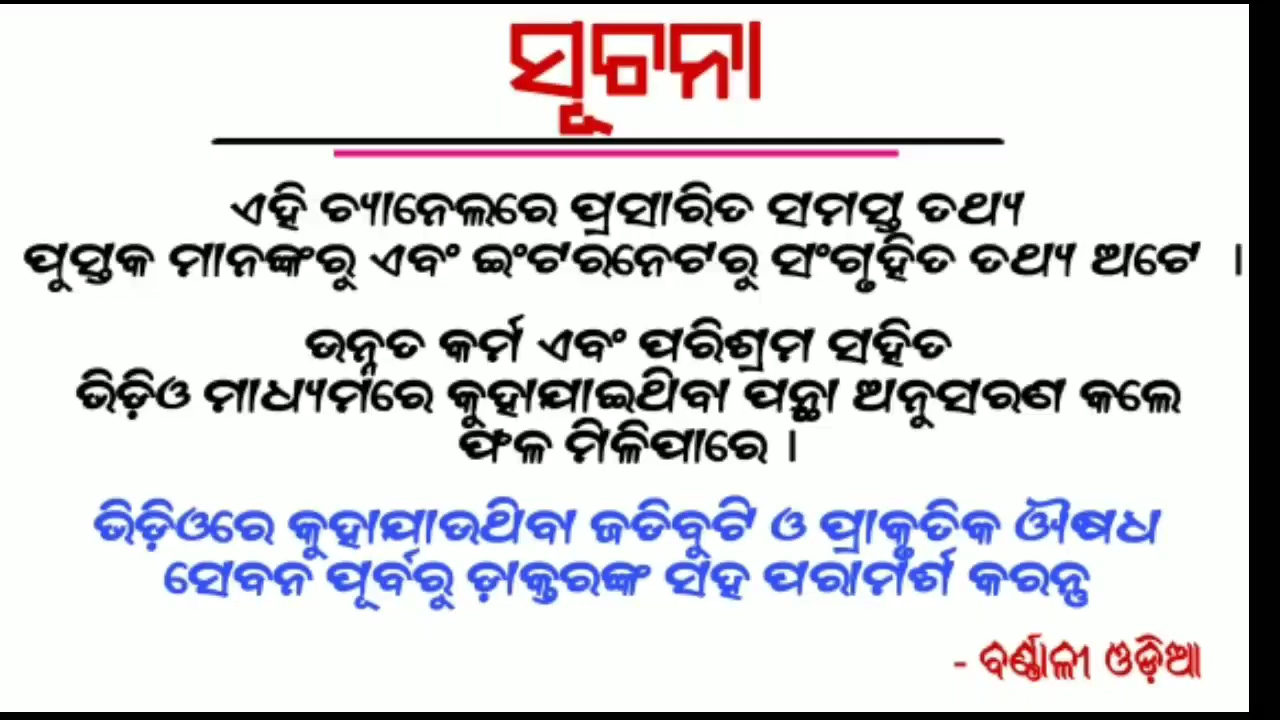 ସୂଚନା
ଏହି ଚ୍ୟାନେଲରେ ପ୍ରସାରିତ ସମସ୍ତ ତଥ୍ୟ
ପୁସ୍ତକ ମାନଙ୍କରୁ ଏବଂ ଇଂଟରନେଟରୁ ସଂଗୃହିତ ତଥ୍ୟ ଅଟେ ।
ଉନ୍ନତ କର୍ମ ଏବଂ ପରିଶ୍ରମ ସହିତ
ଭିଡ଼ିଓ ମାଧ୍ୟମରେ କୁହାଯାଇଥିବା ପନ୍ଥା ଅନୁସରଣ କଲେ
ଫଳ ମିଳିପାରେ ।
ଭିଡ଼ିଓରେ କୁହାଯାଉଥିବା ଜଡିବୁଟି ଓ ପ୍ରାକୃତିକ ଔଷଧ
ସେବନ ପୂର୍ବରୁ ଡ଼ାକ୍ତରଙ୍କ ସହ ପରାମର୍ଶ କରନ୍ତୁ
- ବର୍ଣ୍ଣାଳୀ ଓଡ଼ିଆ